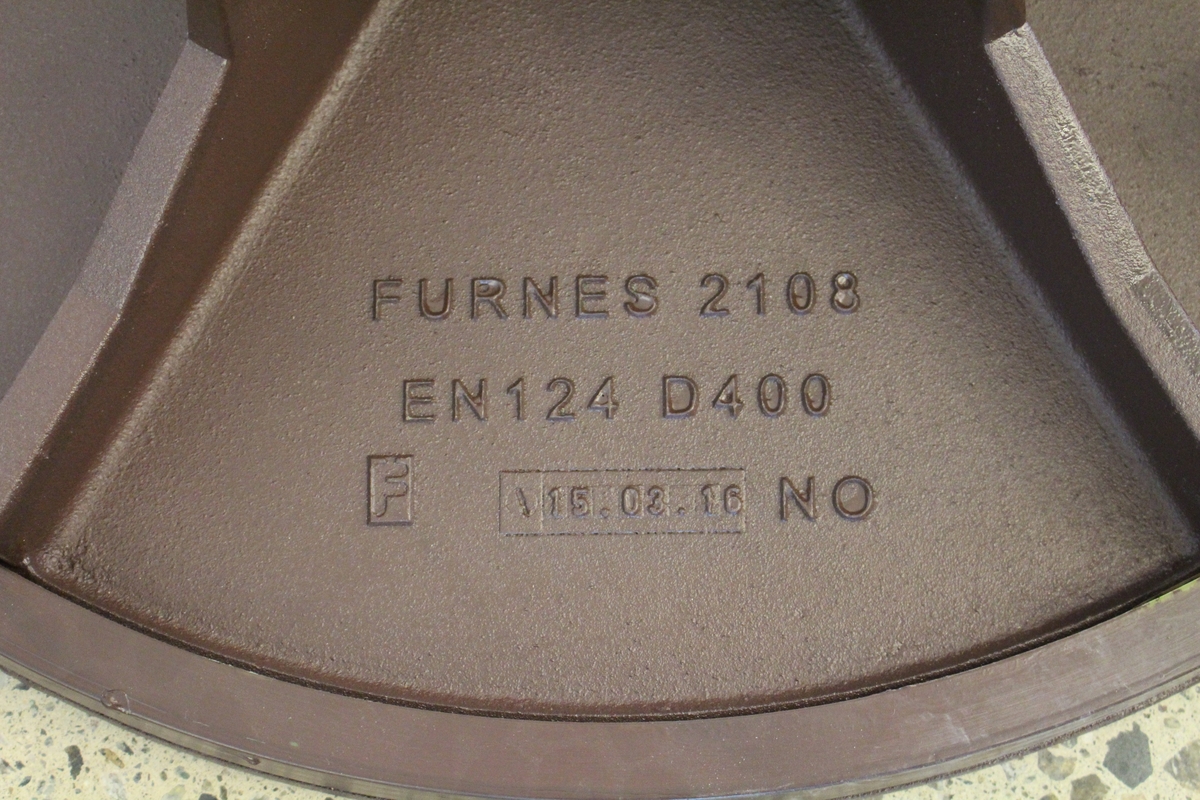 FURNES 2108
EN124 D400
F \15.03.16 NO